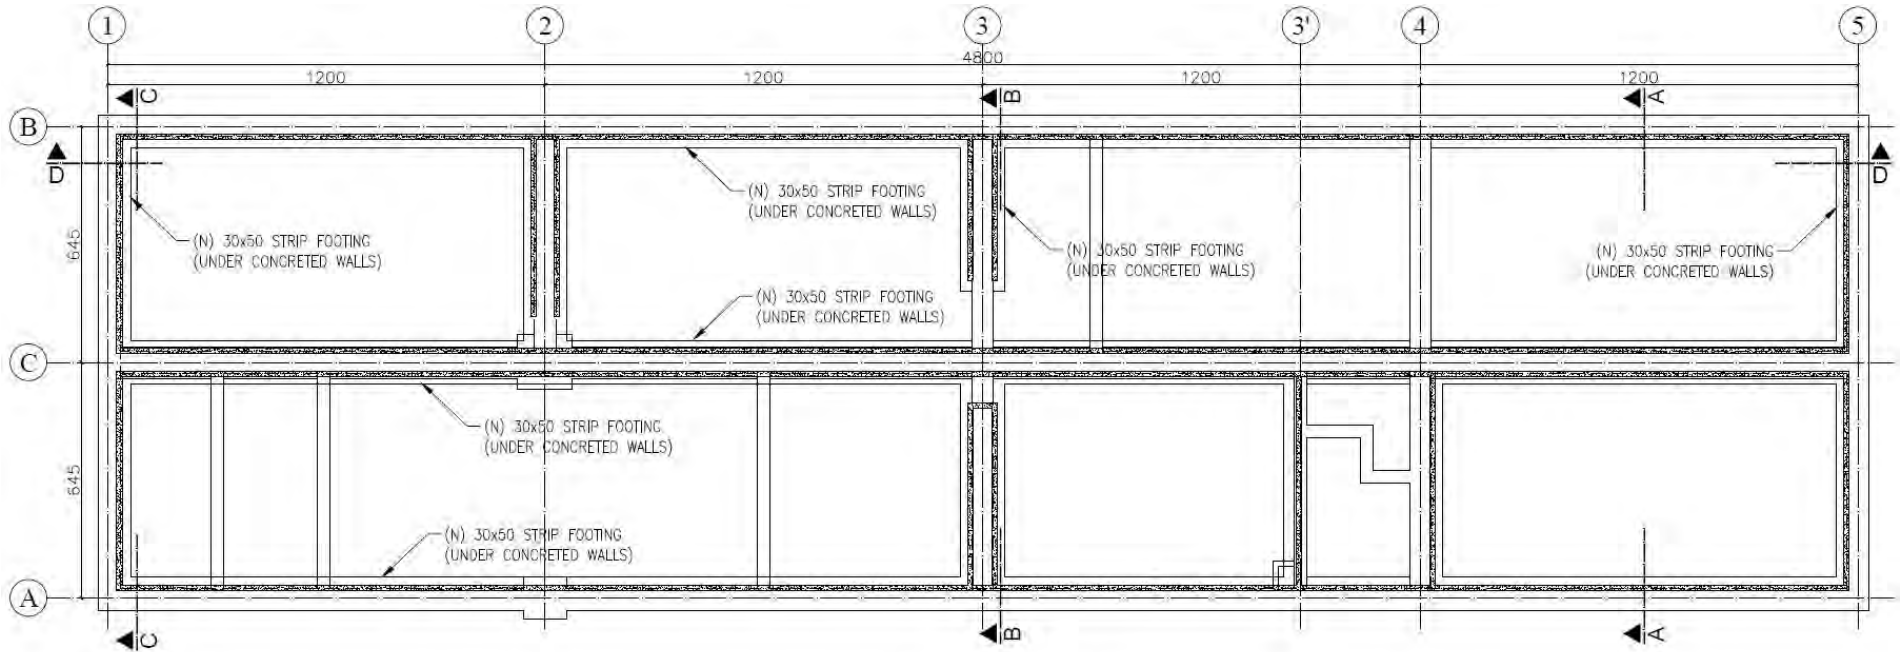 1 2 3 3' 4 5
4800
1200 1200 1200 1200
C B A
B
D D
(N) 30x50 STRIP FOOTING
(UNDER CONCRETED WALLS)
(N) 30x50 STRIP FOOTING
(UNDER CONCRETED WALLS)
(N) 30x50 STRIP FOOTING
(UNDER CONCRETED WALLS)
(N) 30x50 STRIP FOOTING
(UNDER CONCRETED WALLS)
645
(N) 30x50 STRIP FOOTING
(UNDER CONCRETED WALLS)
C
(N) 30x50 STRIP FOOTING
(UNDER CONCRETED WALLS)
645
(N) 30x50 STRIP FOOTING
(UNDER CONCRETED WALLS)
A
C B A